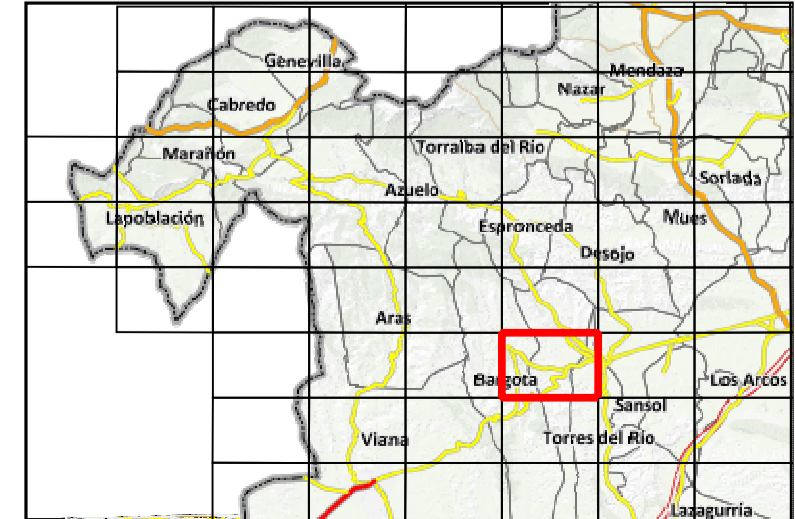 Genevilla
Mendaza
Nazar
Cabredo
Torralba del Río
Marañón
Sorlada
Azuelo
Lapoblación
Mues
Espronceda
Desojo
Aras
Bargota
Los Arcos
Sansol
Viana
Torres del Río
Lazagurria